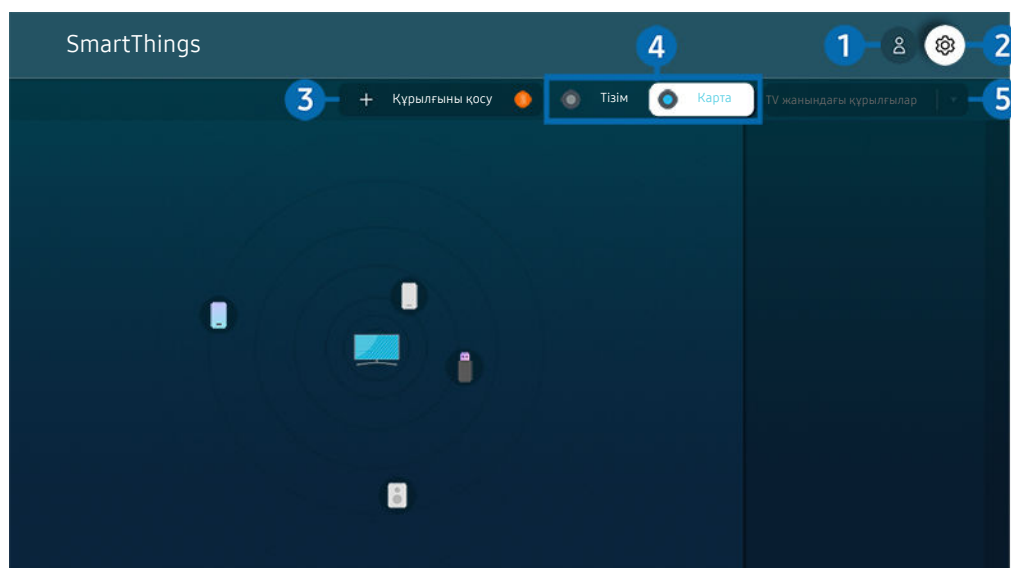 SmartThings
4
1
2
3
+ Құрылғыны қосу
Тізім
Карта
TV жанындағы құрылғылар
5